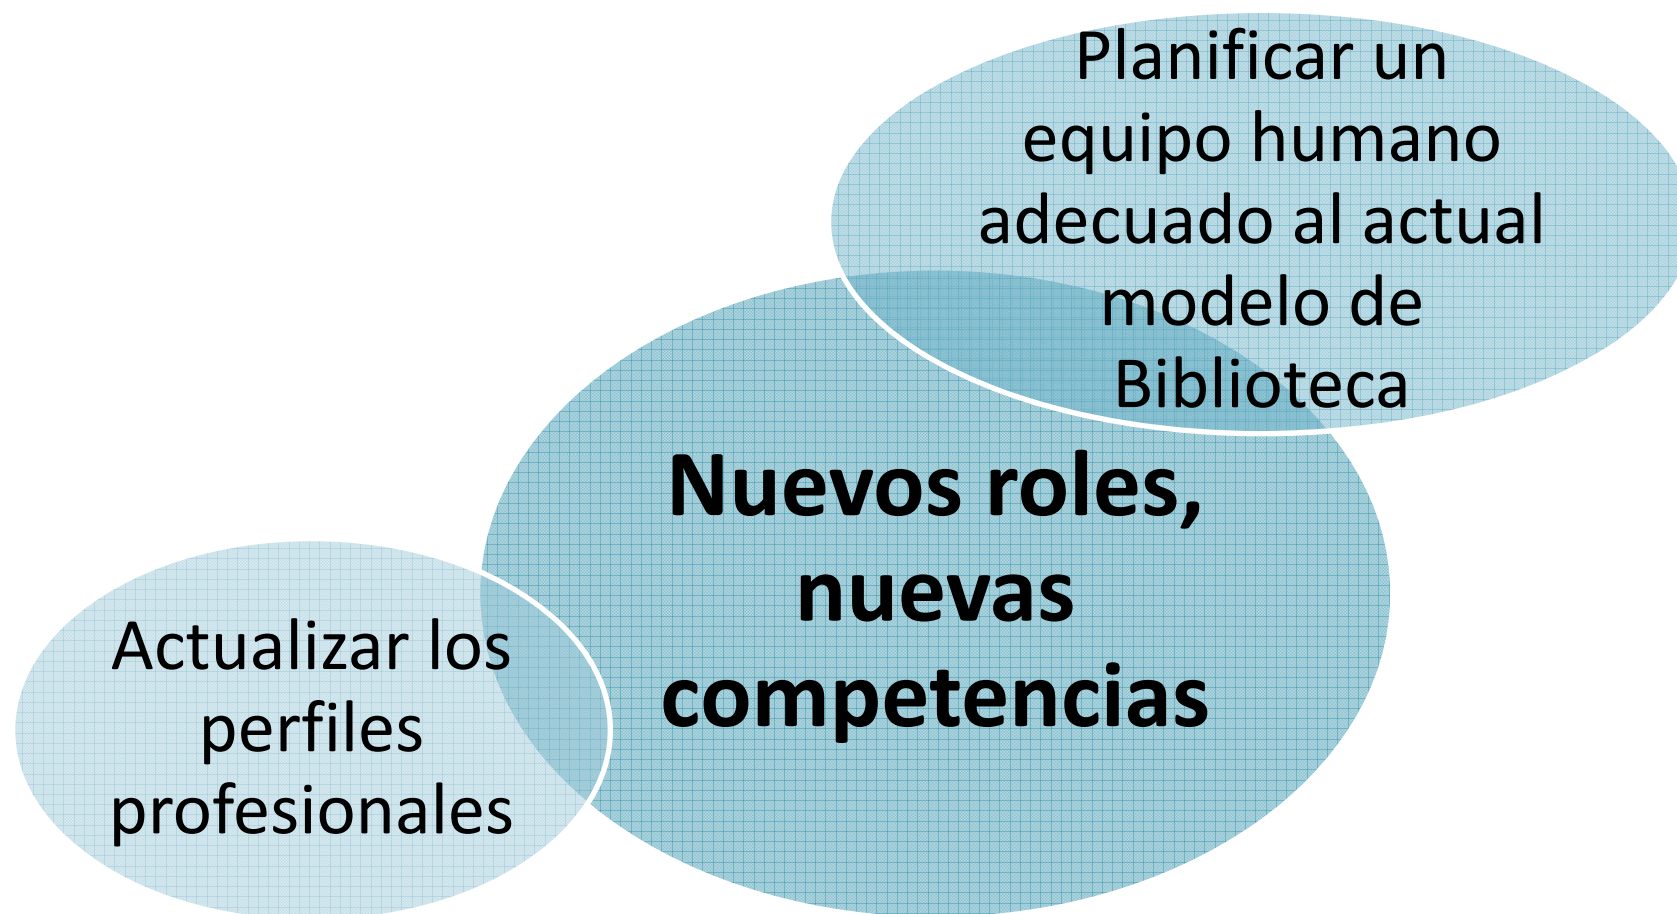 Planificar un
equipo humano
adecuado al actual
modelo de
Biblioteca
Nuevos roles,
nuevas
competencias
Actualizar los
perfiles
profesionales